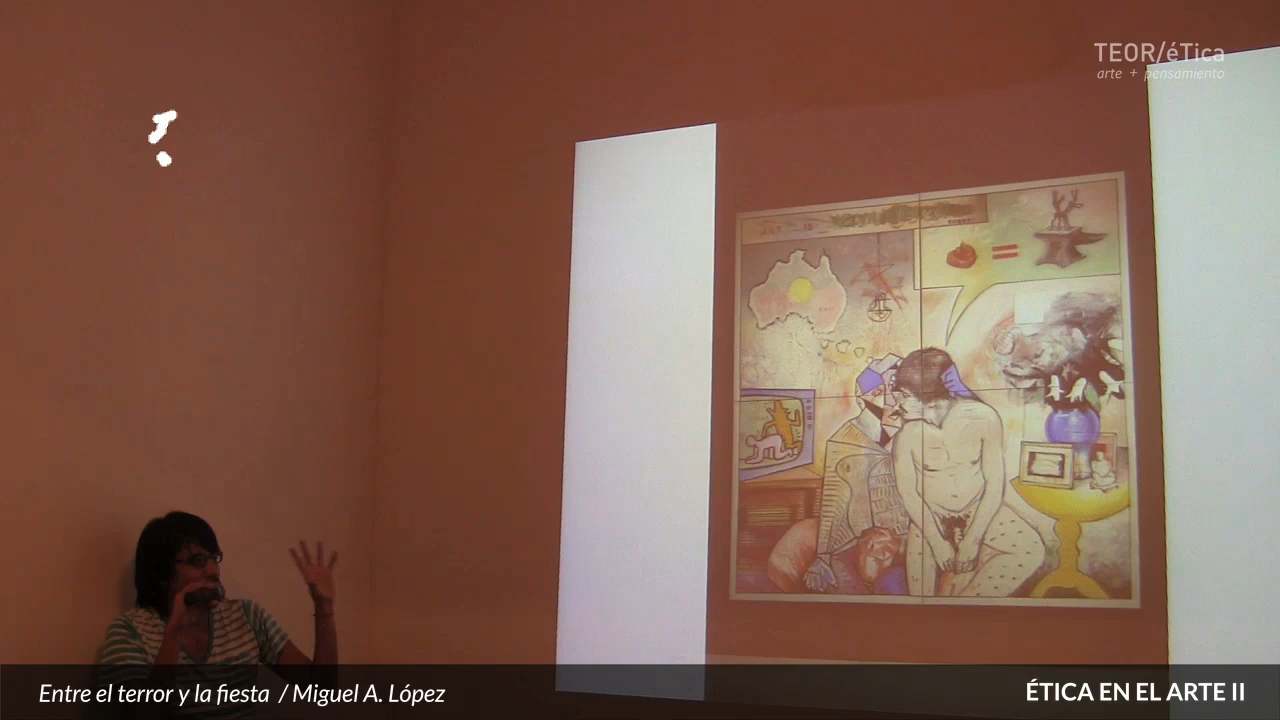 TEOR/éTica
arte + pensamiento
Entre el terror y la fiesta / Miguel A. López
ÉTICA EN EL ARTE II